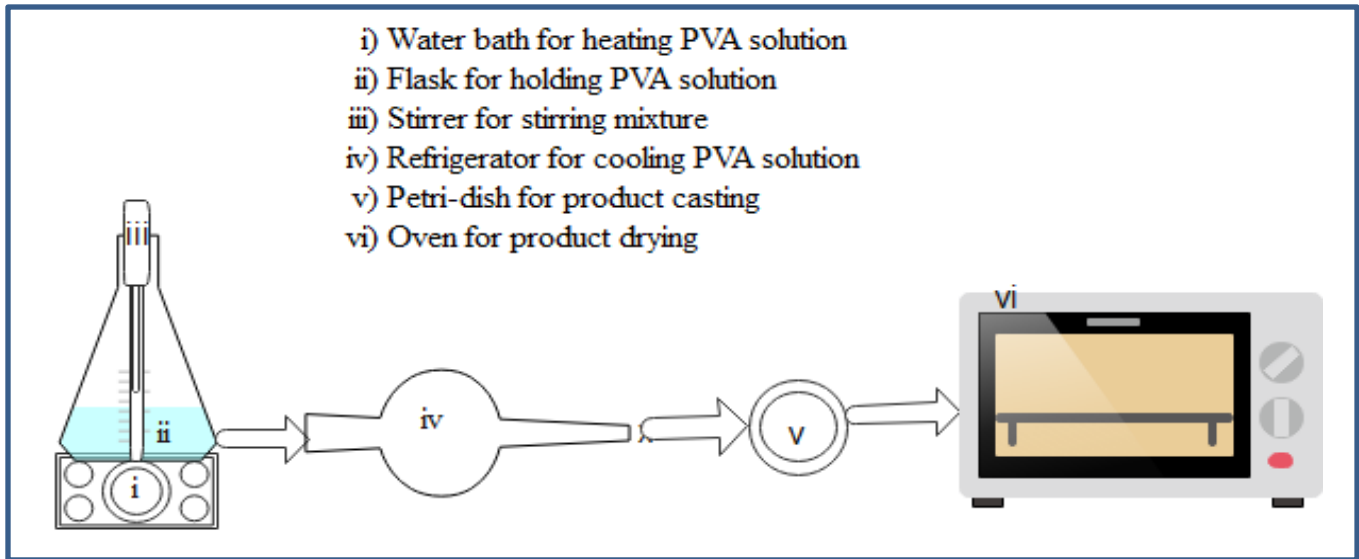 i) Water bath for heating PVA solution
ii) Flask for holding PVA solution
iii) Stirrer for stirring mixture
iv) Refrigerator for cooling PVA solution
v) Petri-dish for product casting
vi) Oven for product drying
iii
vi
ii
iv
v
i